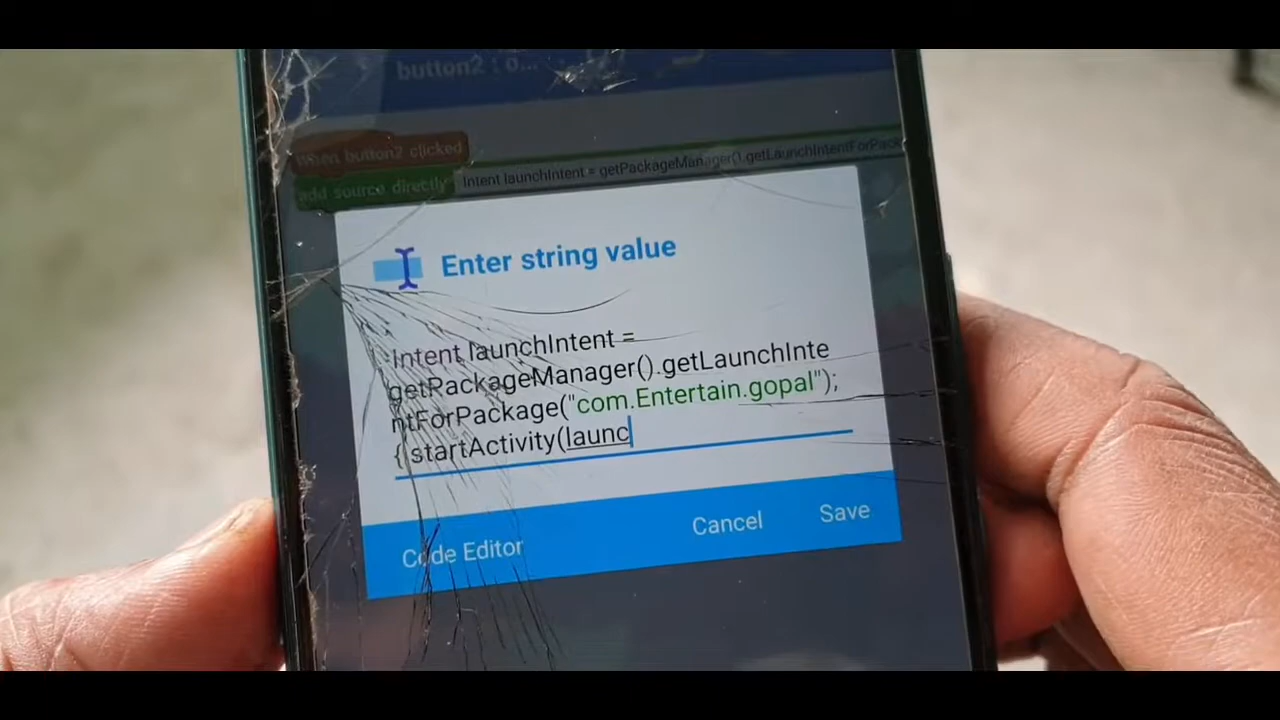 button2 : o...
When button2 clicked
add source directly Intent launchIntent = getPackageManager().getLaunchIntentForPack
Enter string value
Intent launchIntent =
getPackageManager().getLaunchInte
ntForPackage("com.Entertain.gopal");
{ startActivity(launc
Code Editor Cancel Save